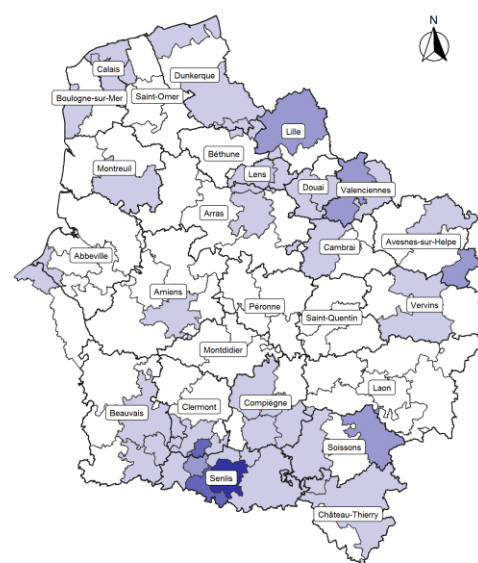 N
Calais
Dunkerque
Boulogne-sur-Mer
Saint-Omer
Lille
Béthune
Montreuil
Lens
Douai
Valenciennes
Arras
Cambrai
Avesnes-sur-Helpe
Abbeville
Amiens
Péronne
Saint-Quentin
Vervins
Montdidier
Laon
Beauvais
Clermont
Compiègne
Soissons
Senlis
Château-Thierry